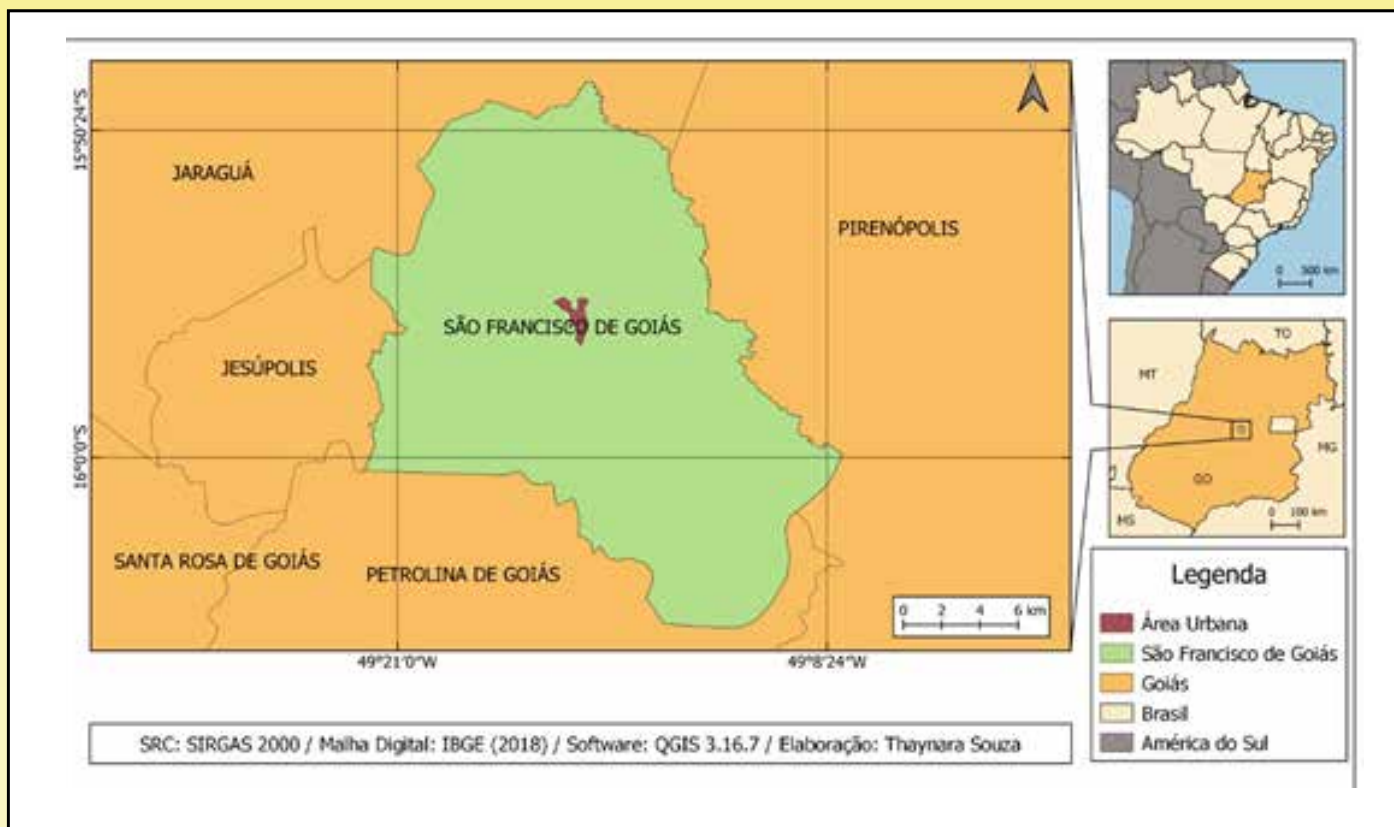 15°50'24"S
16°0'0"S
JARAGUÁ
PIRENÓPOLIS
SÃO FRANCISCO DE GOIÁS
JESÚPOLIS
SANTA ROSA DE GOIÁS
PETROLINA DE GOIÁS
0 2 4 6 km
49°21'0"W
49°8'24"W
0 500 km
TO
MT
MG
GO
MS
0 100 km
Legenda
Área Urbana
São Francisco de Goiás
Goiás
Brasil
América do Sul
SRC: SIRGAS 2000 / Malha Digital: IBGE (2018) / Software: QGIS 3.16.7 / Elaboração: Thaynara Souza